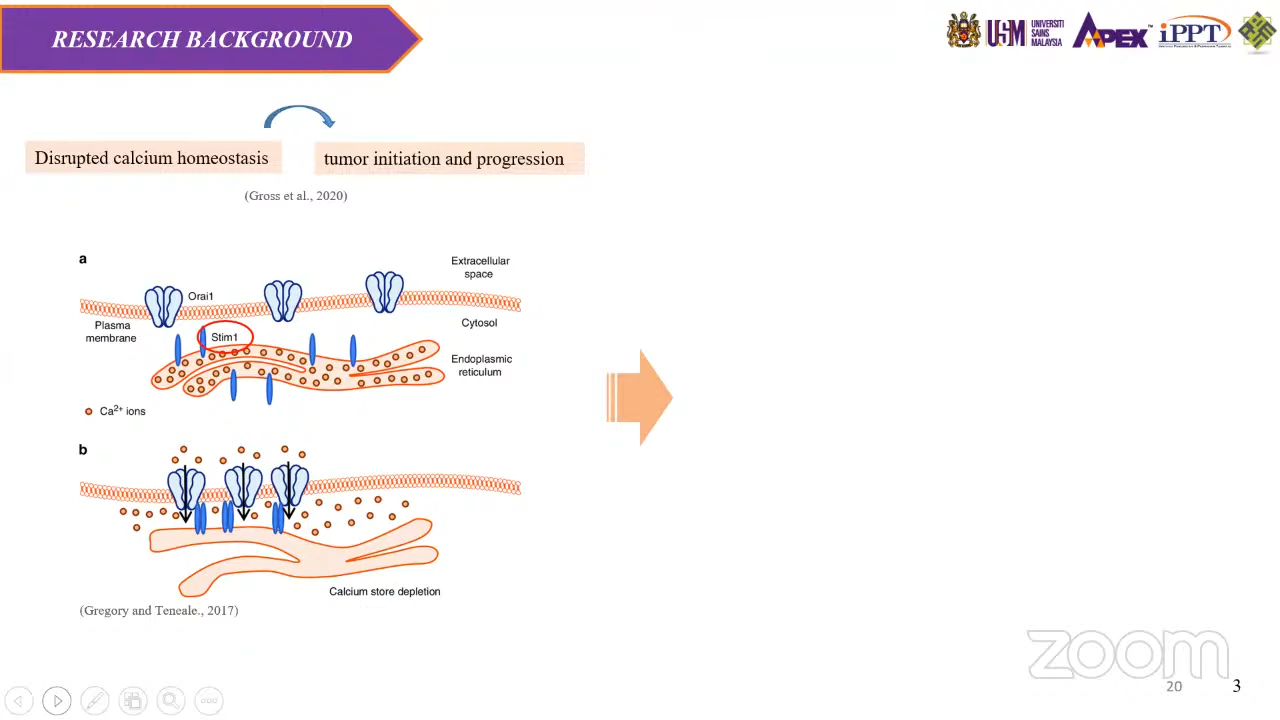 RESEARCH BACKGROUND
USM
UNIVERSITI
SAINS
MALAYSIA
APEX™
iPPT
Disrupted calcium homeostasis
tumor initiation and progression
(Gross et al., 2020)
a
Extracellular
space
Orai1
Plasma
membrane
Cytosol
Stim1
Endoplasmic
reticulum
Ca2+ ions
b
Calcium store depletion
(Gregory and Teneale., 2017)
zoom
20
3